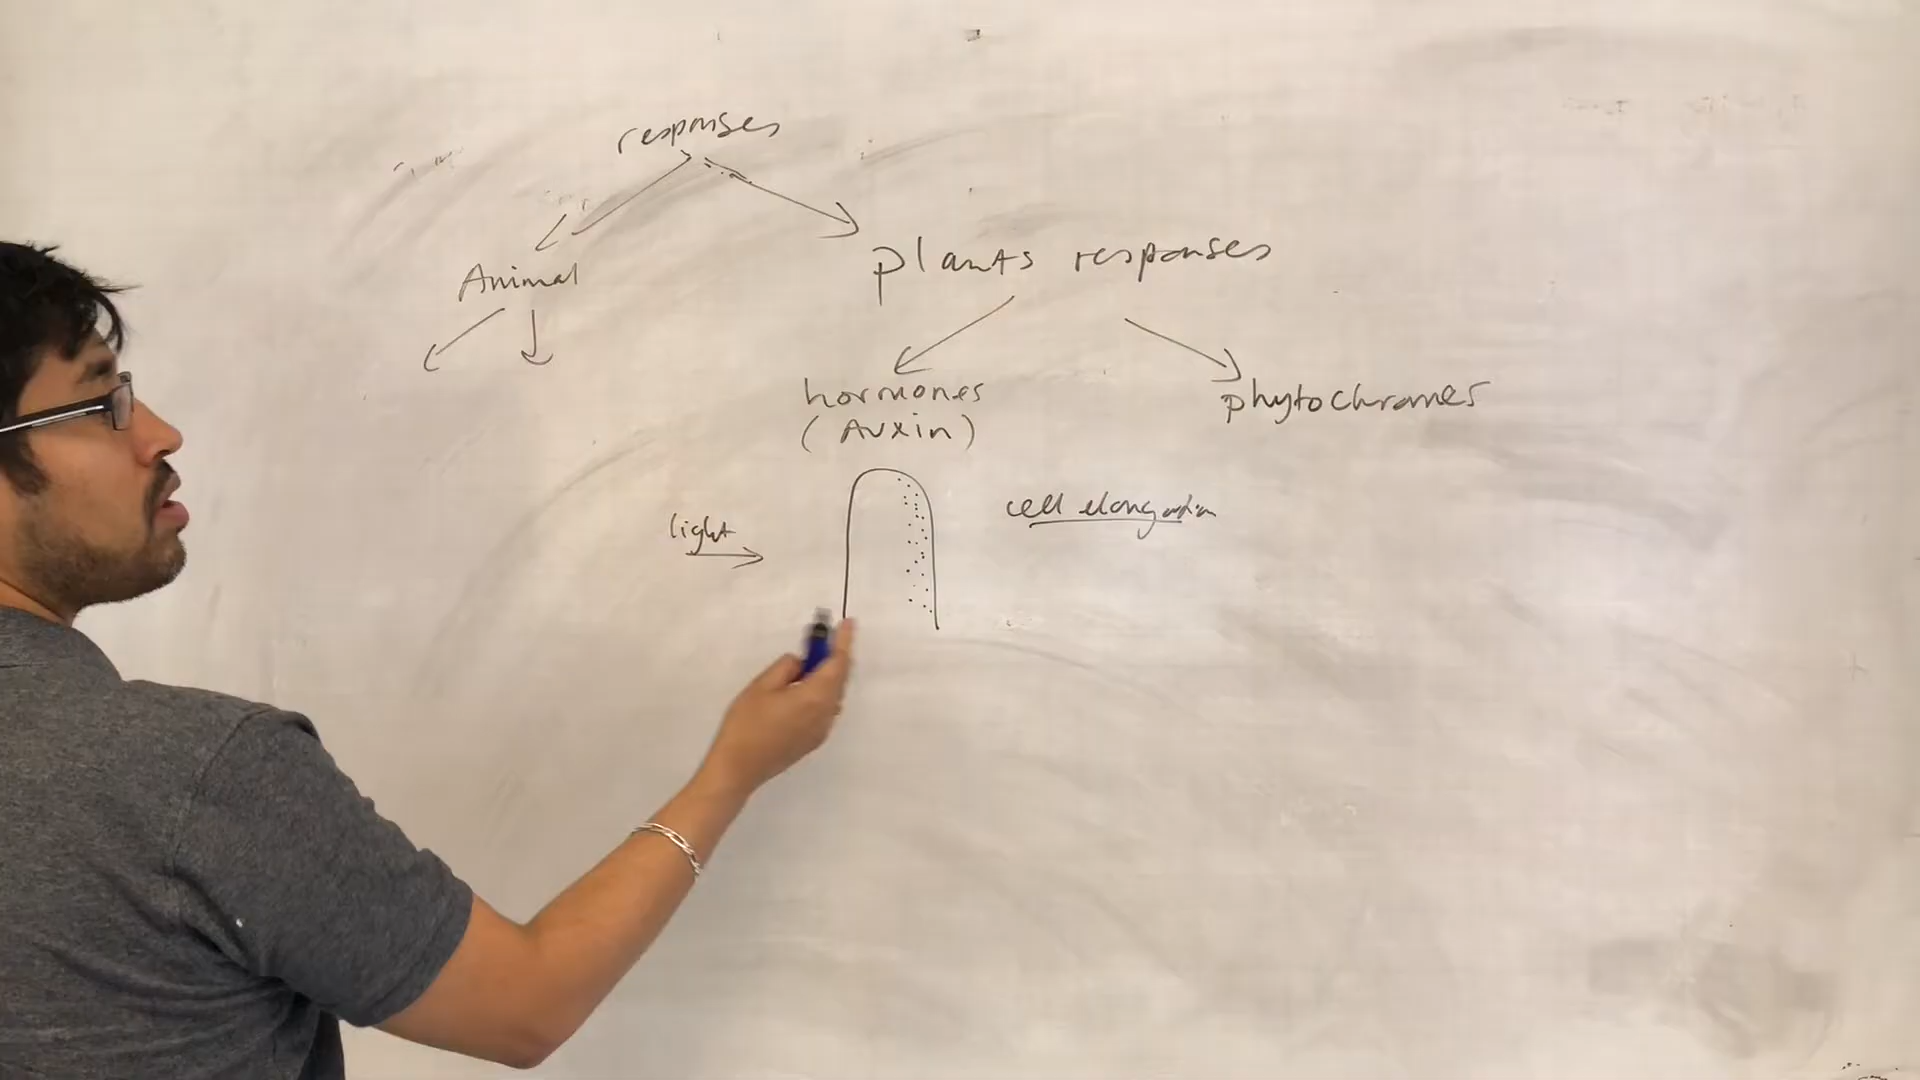 responses
Animal
plants responses
hormones
(Auxin)
phytochromes
light
cell elongation